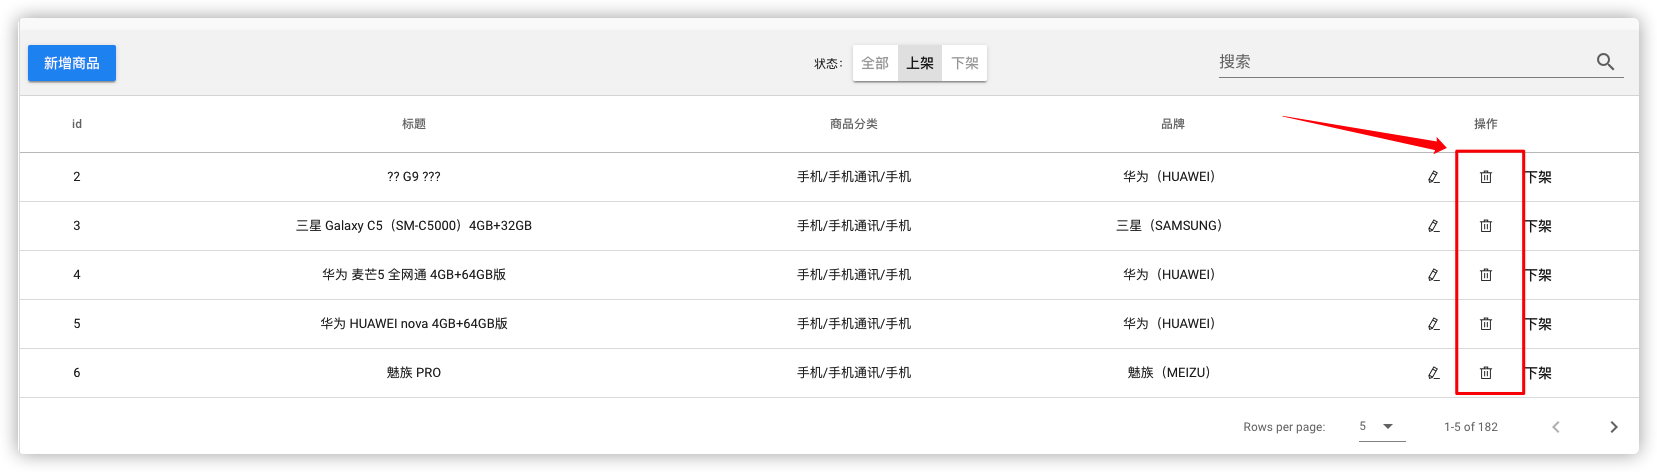 新增商品 状态： 全部 上架 下架 搜索
id 标题 商品分类 品牌 操作
2 ?? G9 ??? 手机/手机通讯/手机 华为（HUAWEI） 下架
3 三星 Galaxy C5（SM-C5000）4GB+32GB 手机/手机通讯/手机 三星（SAMSUNG） 下架
4 华为 麦芒5 全网通 4GB+64GB版 手机/手机通讯/手机 华为（HUAWEI） 下架
5 华为 HUAWEI nova 4GB+64GB版 手机/手机通讯/手机 华为（HUAWEI） 下架
6 魅族 PRO 手机/手机通讯/手机 魅族（MEIZU） 下架
Rows per page: 5 1-5 of 182